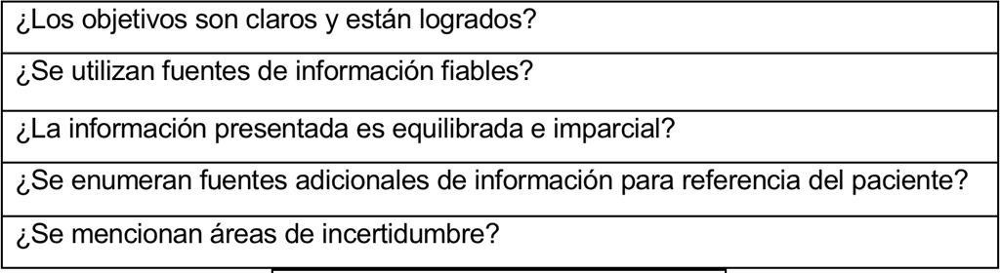 ¿Los objetivos son claros y están logrados?
¿Se utilizan fuentes de información fiables?
¿La información presentada es equilibrada e imparcial?
¿Se enumeran fuentes adicionales de información para referencia del paciente?
¿Se mencionan áreas de incertidumbre?